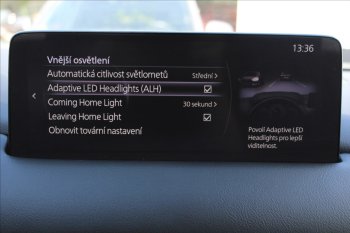 13:36
Vnější osvětlení
Automatická citlivost světlometů Střední
Adaptive LED Headlights (ALH)
Coming Home Light 30 sekund
Leaving Home Light
Obnovit tovární nastavení
Povolí Adaptive LED
Headlights pro lepší
viditelnost.